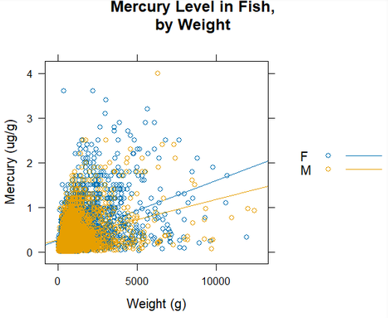 Mercury Level in Fish,
by Weight
4
3
2
1
0
Mercury (ug/g)
0 5000 10000
Weight (g)
F
M